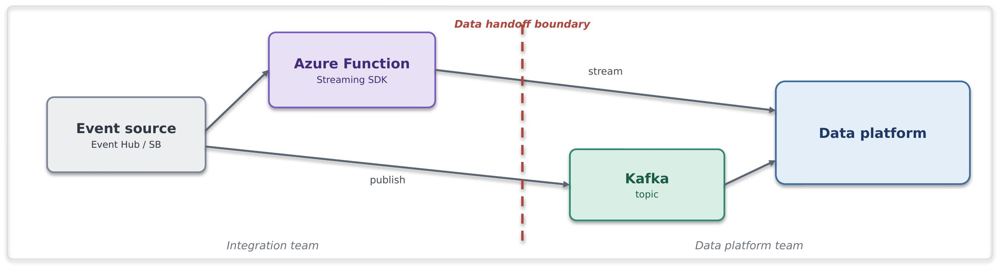 Data handoff boundary
Azure Function
Streaming SDK
stream
Event source
Event Hub / SB
Data platform
publish
Kafka
topic
Integration team
Data platform team